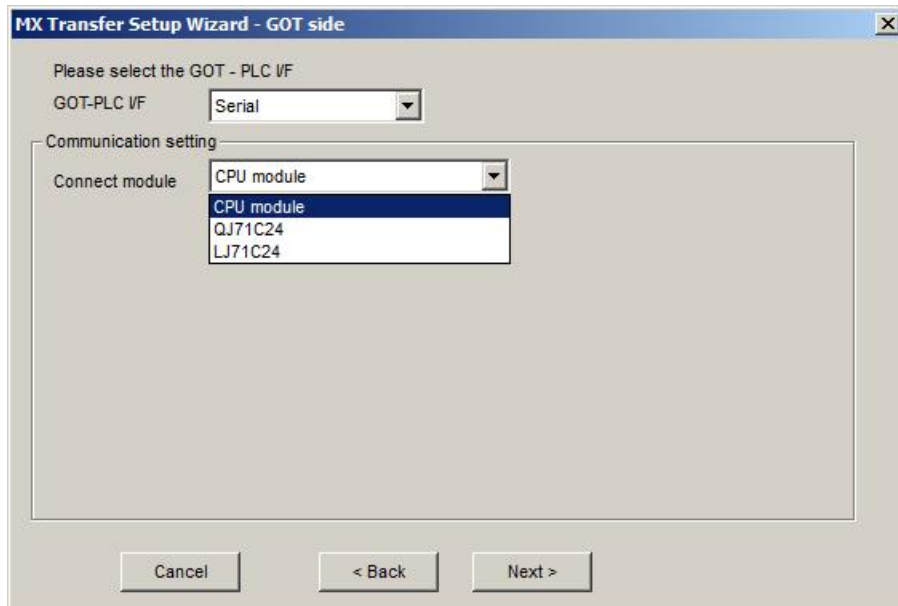 MX Transfer Setup Wizard - GOT side
Please select the GOT - PLC I/F
GOT-PLC I/F Serial
Communication setting
Connect module CPU module
CPU module
QJ71C24
LJ71C24
Cancel < Back Next >